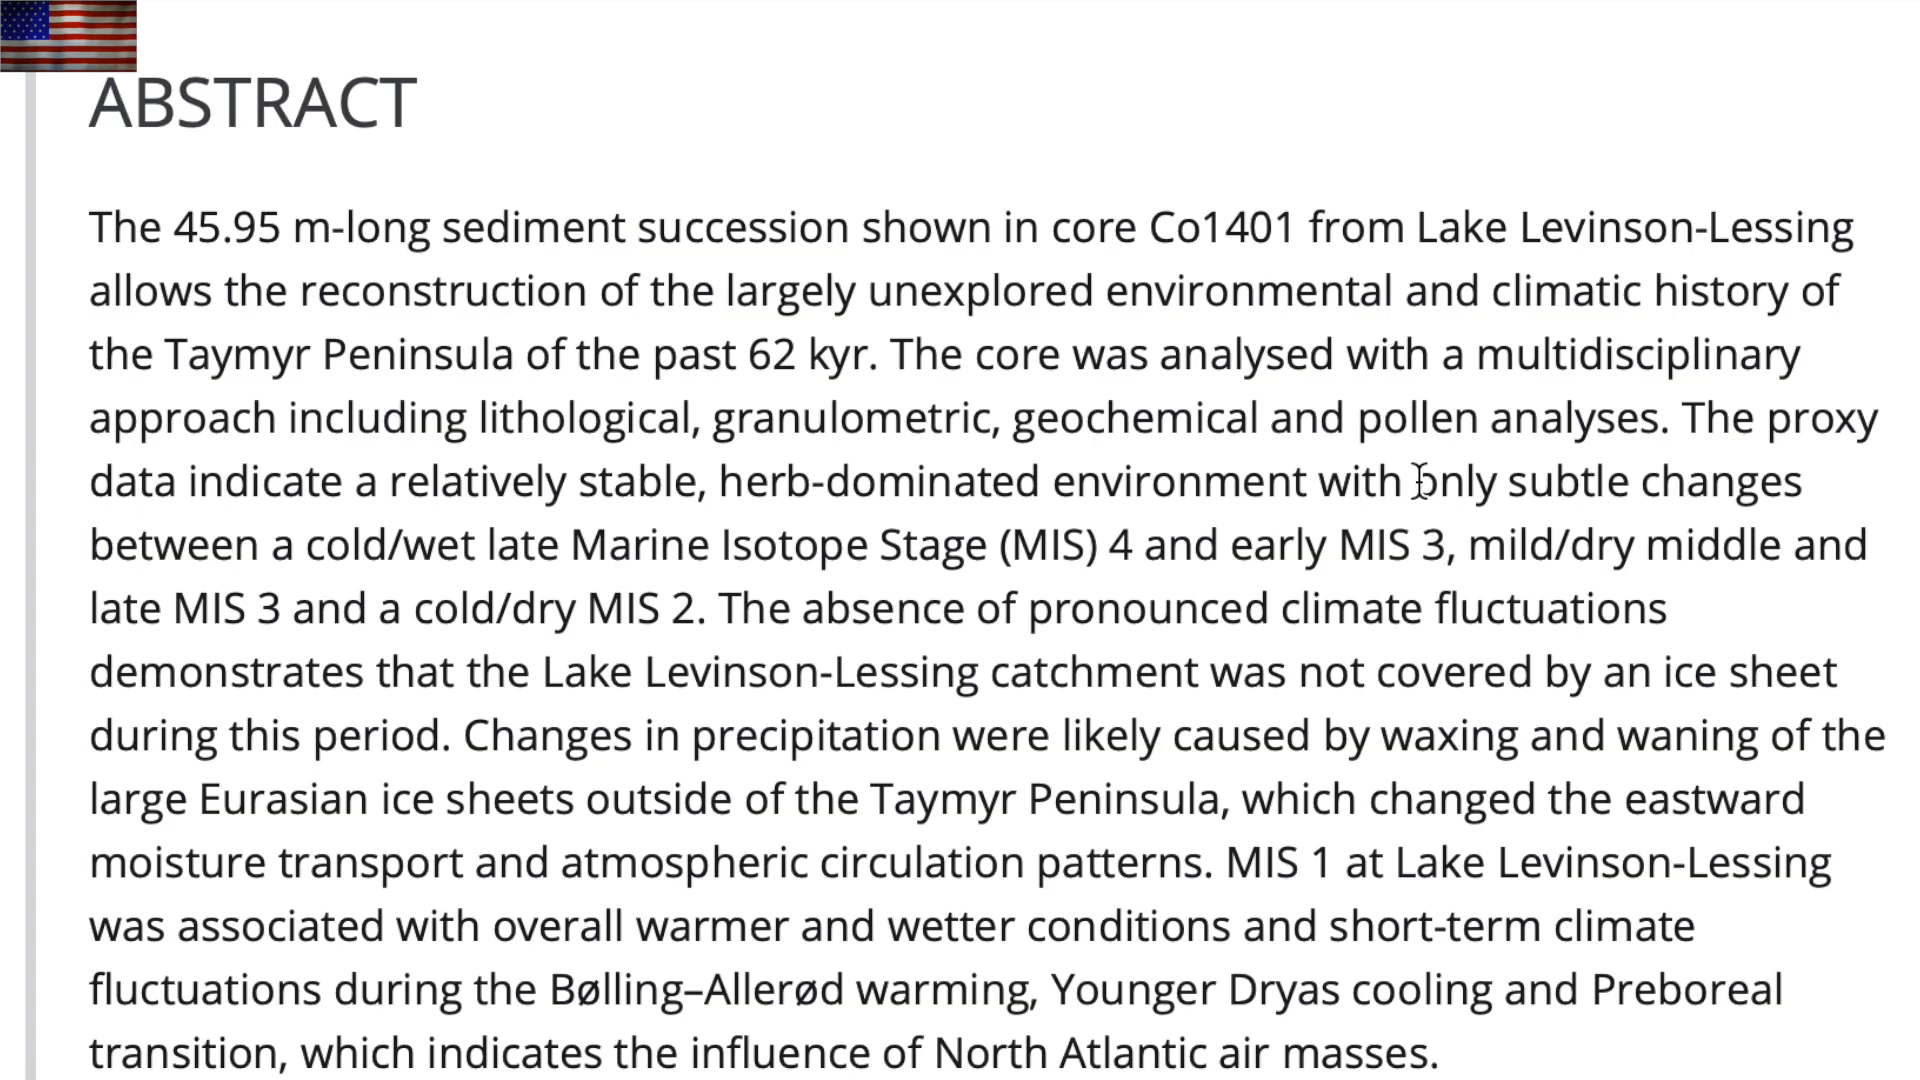 ABSTRACT
The 45.95 m-long sediment succession shown in core Co1401 from Lake Levinson-Lessing
allows the reconstruction of the largely unexplored environmental and climatic history of
the Taymyr Peninsula of the past 62 kyr. The core was analysed with a multidisciplinary
approach including lithological, granulometric, geochemical and pollen analyses. The proxy
data indicate a relatively stable, herb-dominated environment with only subtle changes
between a cold/wet late Marine Isotope Stage (MIS) 4 and early MIS 3, mild/dry middle and
late MIS 3 and a cold/dry MIS 2. The absence of pronounced climate fluctuations
demonstrates that the Lake Levinson-Lessing catchment was not covered by an ice sheet
during this period. Changes in precipitation were likely caused by waxing and waning of the
large Eurasian ice sheets outside of the Taymyr Peninsula, which changed the eastward
moisture transport and atmospheric circulation patterns. MIS 1 at Lake Levinson-Lessing
was associated with overall warmer and wetter conditions and short-term climate
fluctuations during the Bølling–Allerød warming, Younger Dryas cooling and Preboreal
transition, which indicates the influence of North Atlantic air masses.